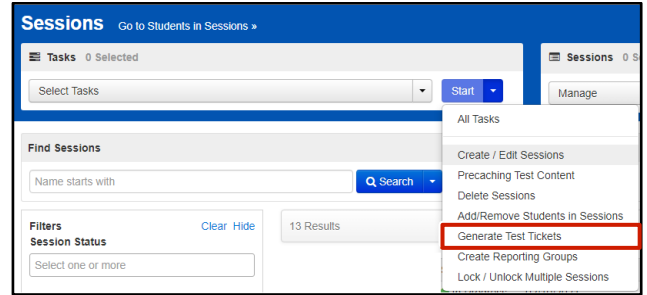 Sessions Go to Students in Sessions »
Tasks 0 Selected
Sessions 0 S
Select Tasks
Start
Manage
All Tasks
Find Sessions
Create / Edit Sessions
Name starts with
Search
Precaching Test Content
Delete Sessions
Filters Clear Hide
13 Results
Add/Remove Students in Sessions
Session Status
Generate Test Tickets
Select one or more
Create Reporting Groups
Lock / Unlock Multiple Sessions